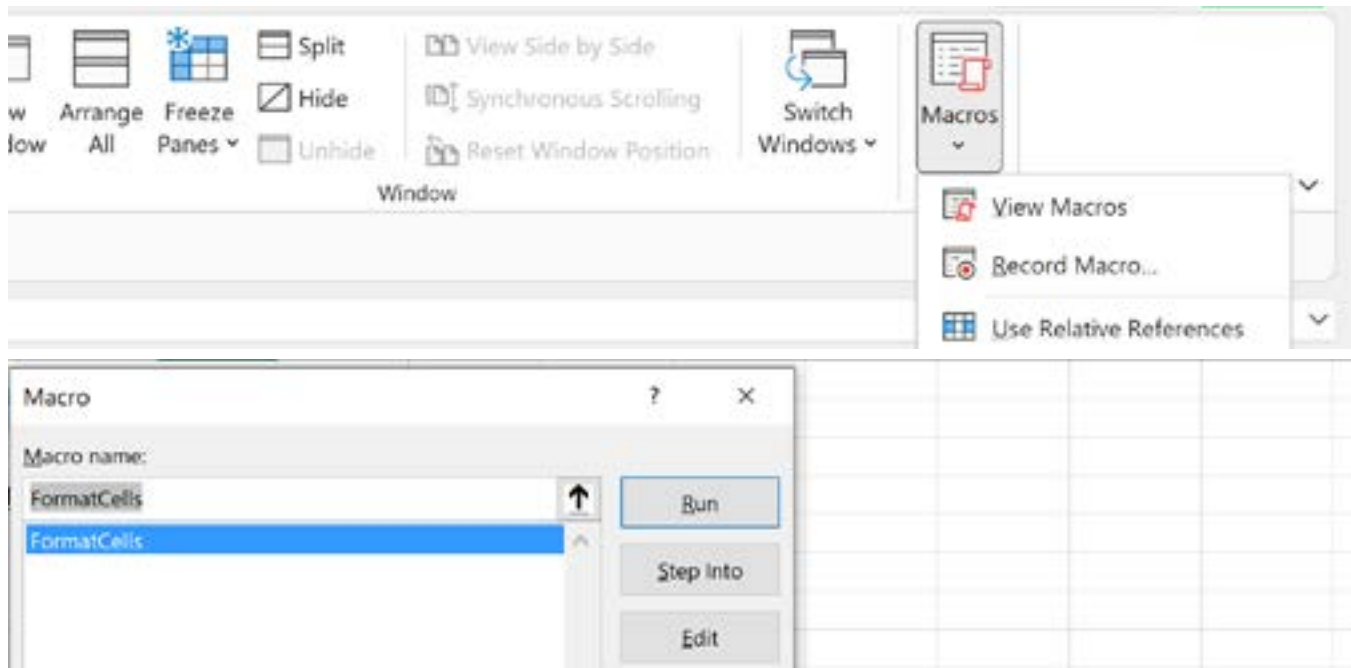 Split
View Side by Side
w Arrange Freeze
Hide
Synchronous Scrolling
Switch
Macros
dow All Panes
Unhide
Reset Window Position
Windows
Window
View Macros
Record Macro...
Use Relative References
Macro ?
Macro name:
FormatCells
Run
FormatCells
Step Into
Edit